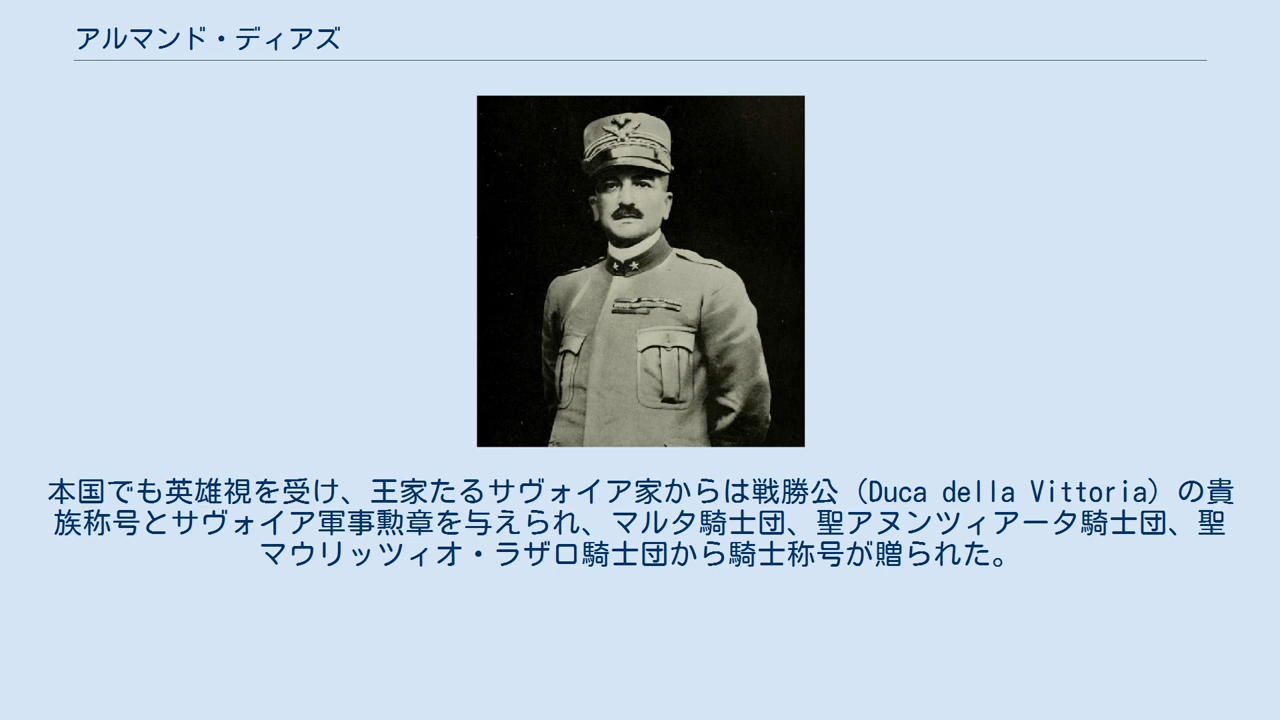 アルマンド・ディアズ
本国でも英雄視を受け、王家たるサヴォイア家からは戦勝公（Duca della Vittoria）の貴
族称号とサヴォイア軍事勲章を与えられ、マルタ騎士団、聖アヌンツィアータ騎士団、聖
マウリッツィオ・ラザロ騎士団から騎士称号が贈られた。